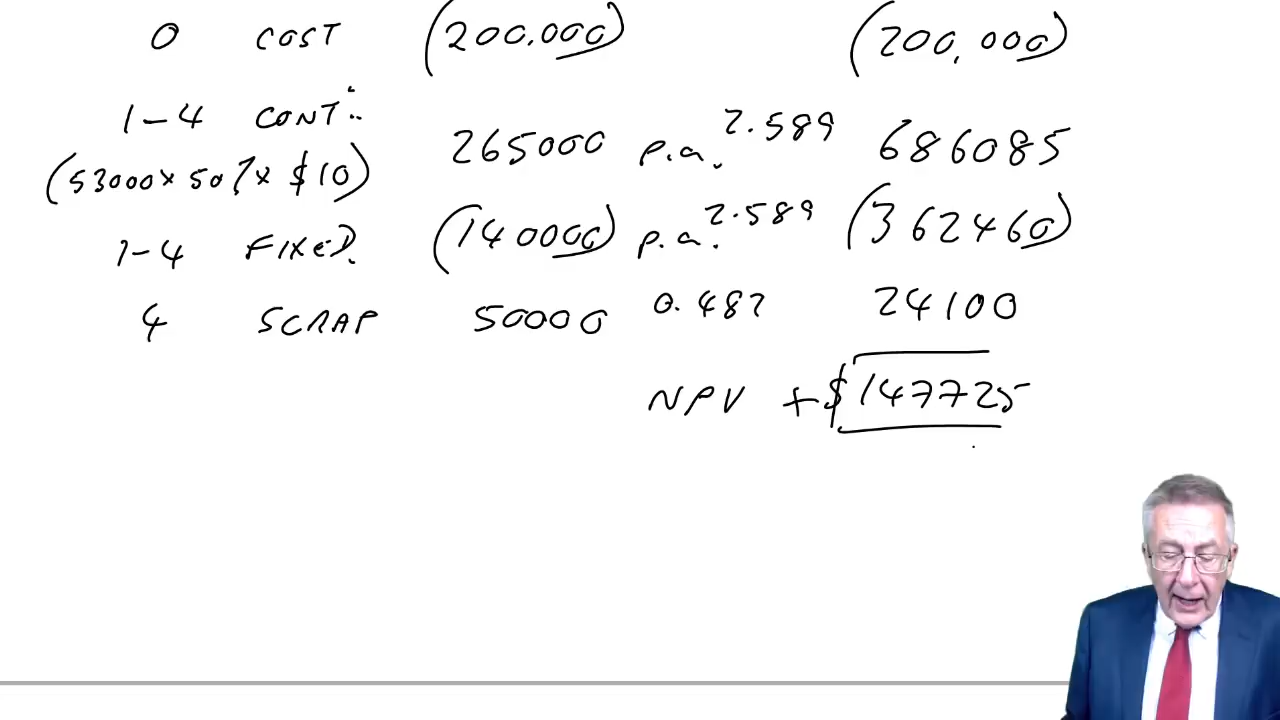 0 COST (200,000) (200,000)
1-4 CONT:.
265000 p.a. 2.589 686085
(53000 x 50% x $10)
1-4 FIXED. (140000) p.a. 2.589 (362460)
4 SCRAP 50000 0.482 24100
NPV + $147725